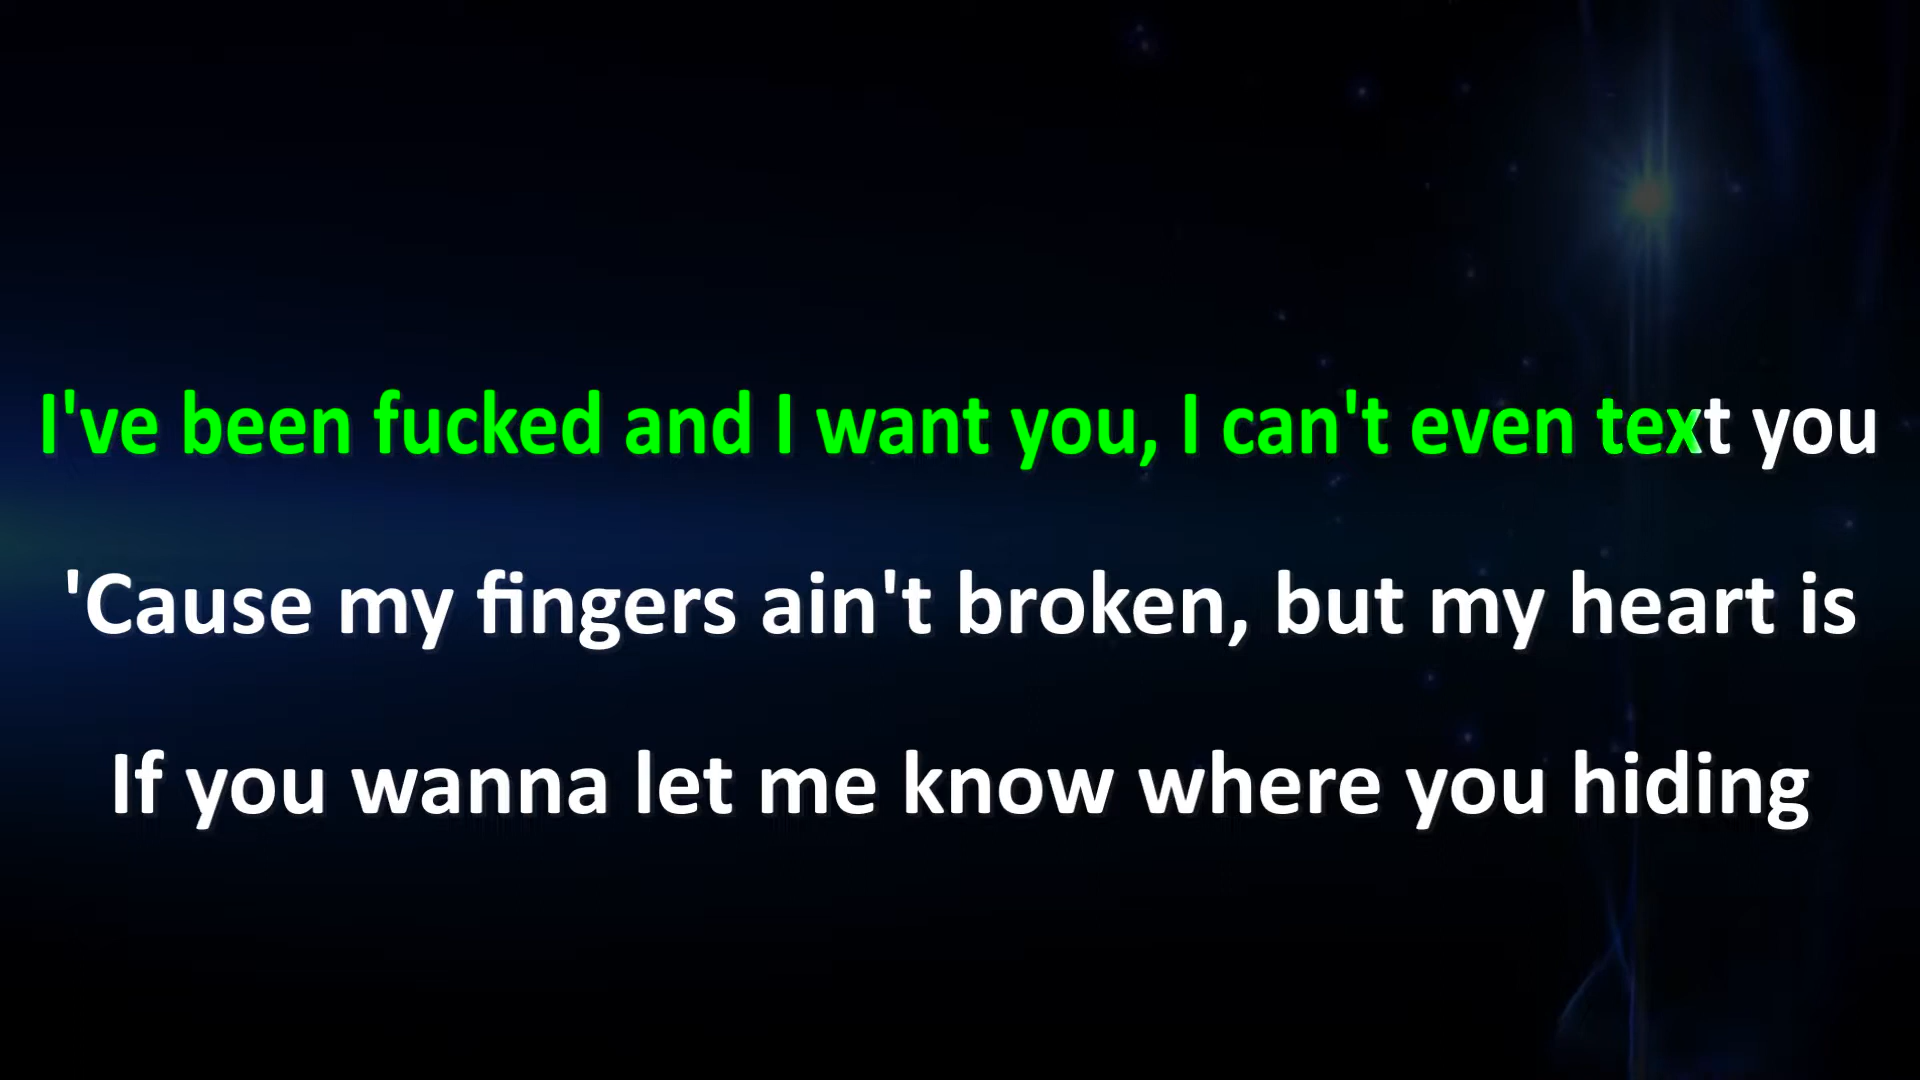 I've been fucked and I want you, I can't even text you
'Cause my fingers ain't broken, but my heart is
If you wanna let me know where you hiding